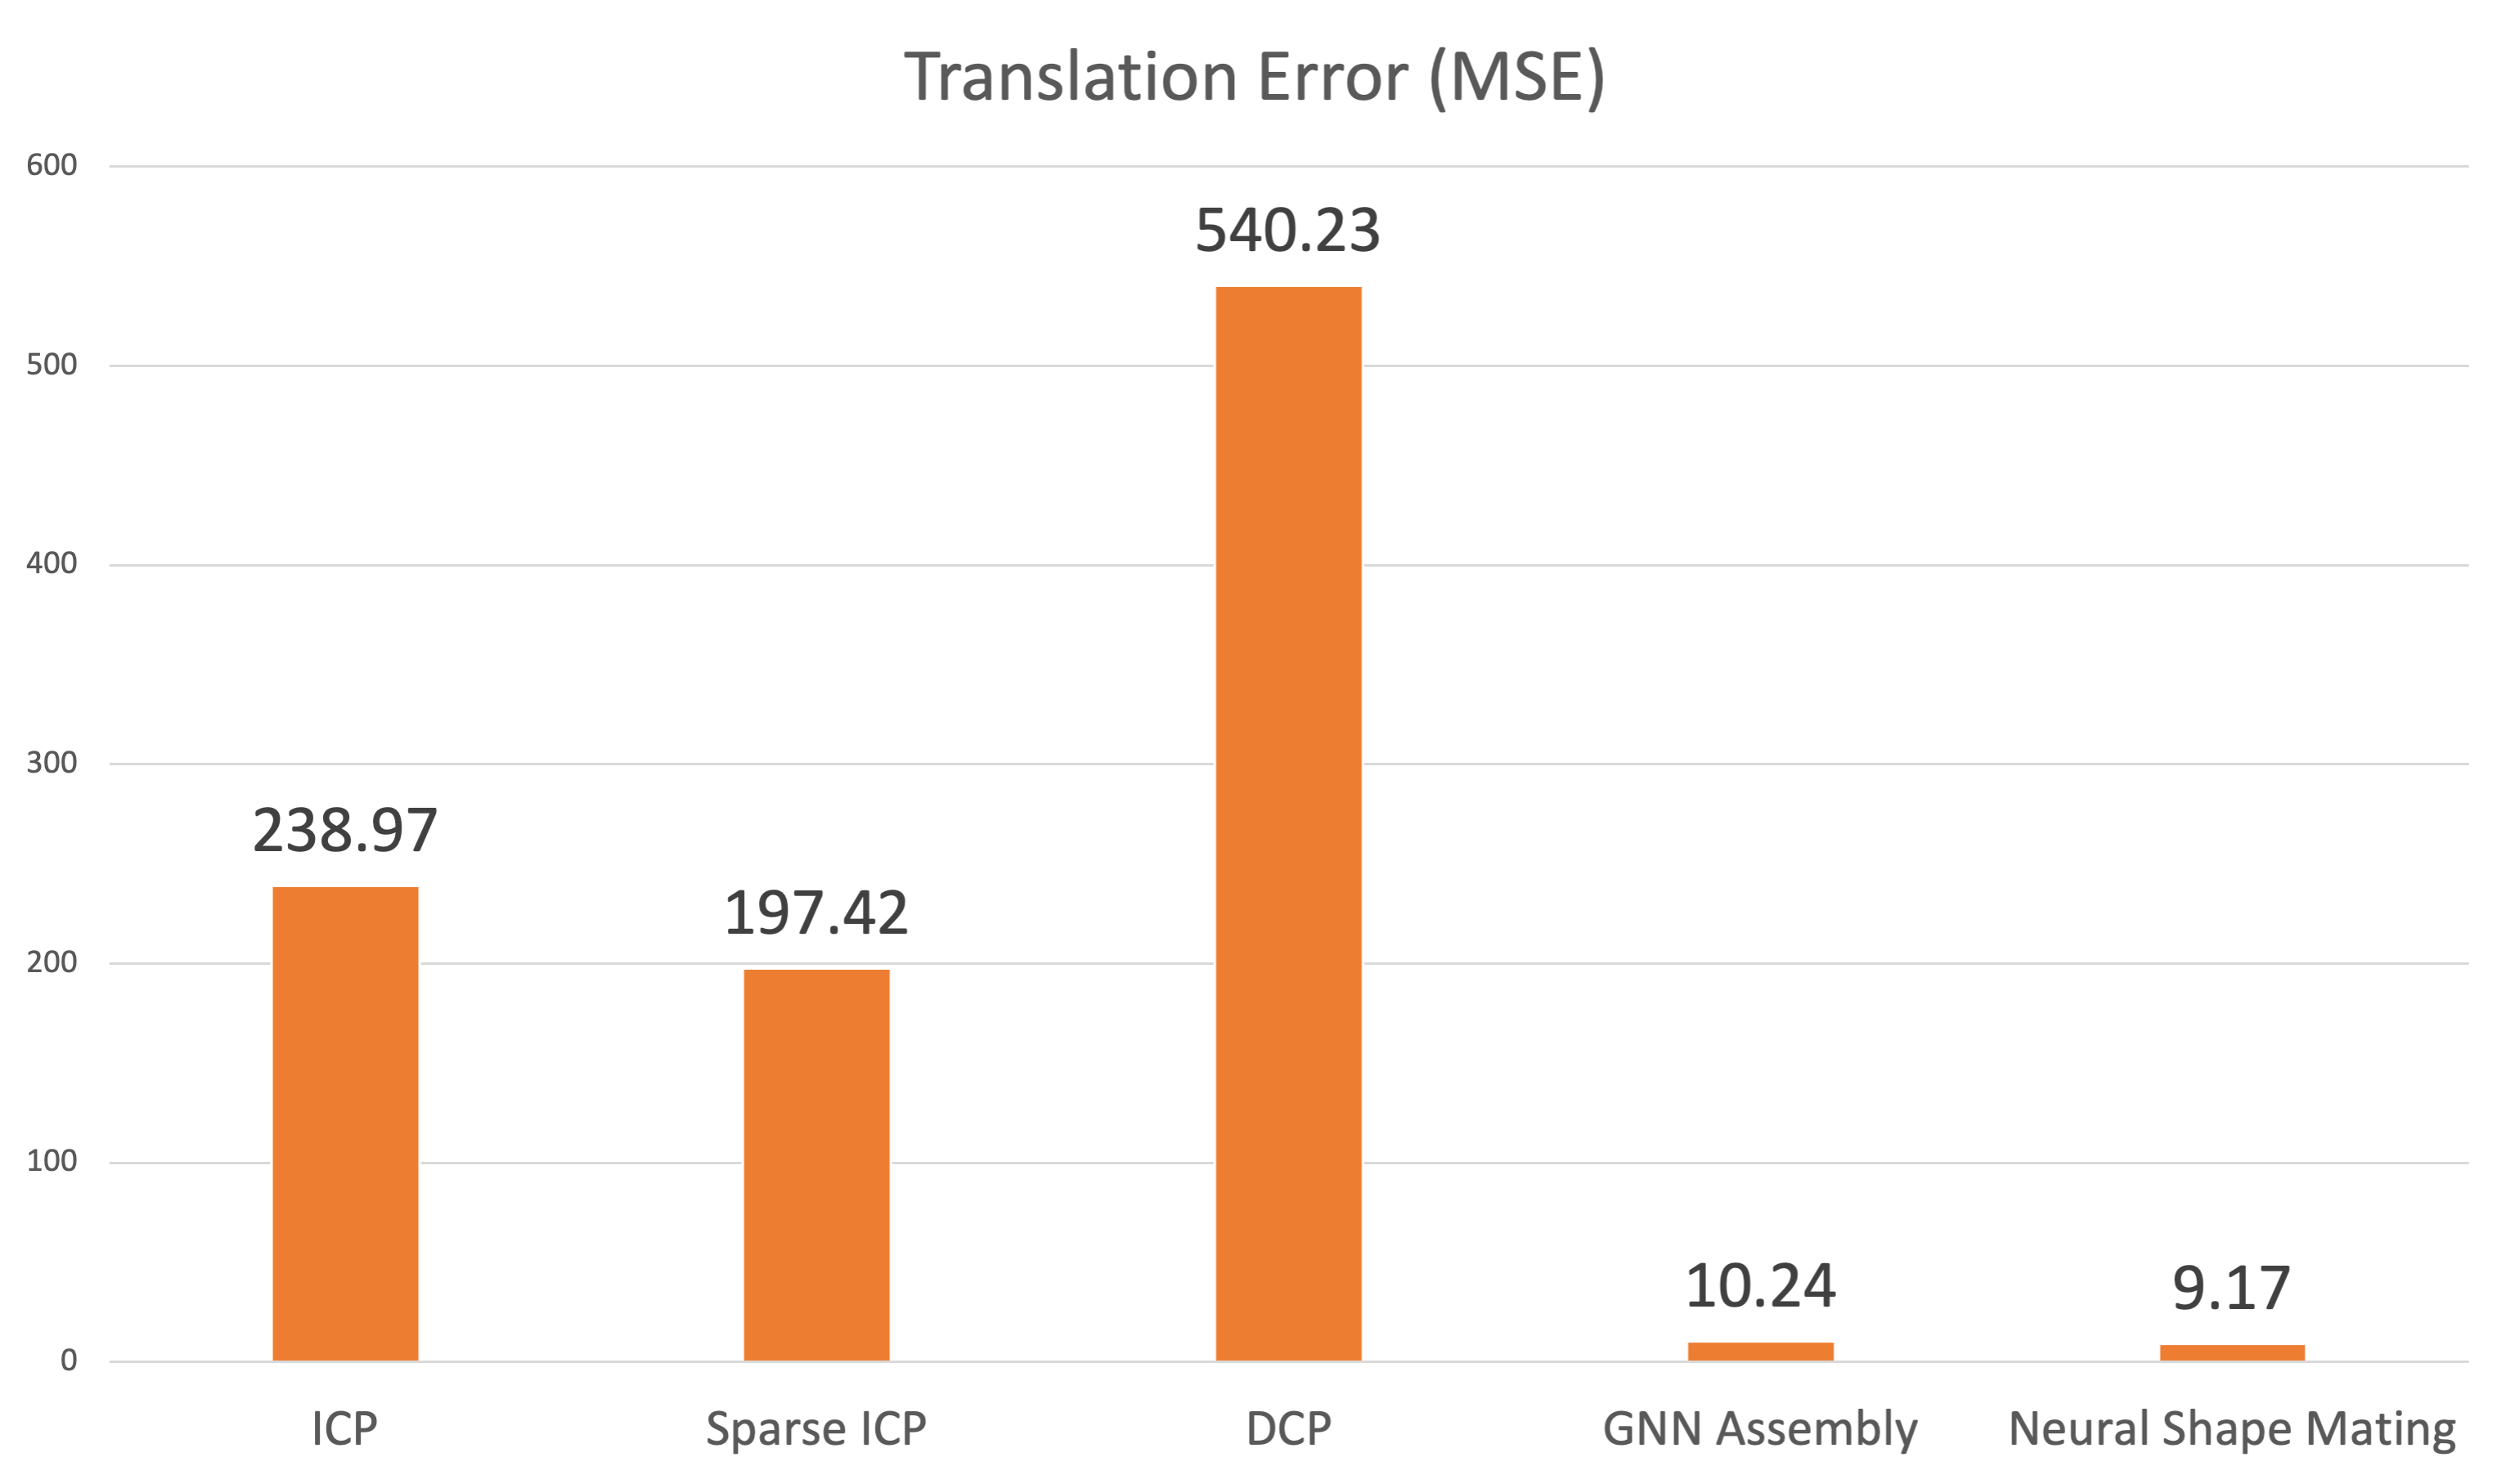 Translation Error (MSE)
600
500
400
300
200
100
0
238.97
197.42
540.23
10.24
9.17
ICP
Sparse ICP
DCP
GNN Assembly
Neural Shape Mating